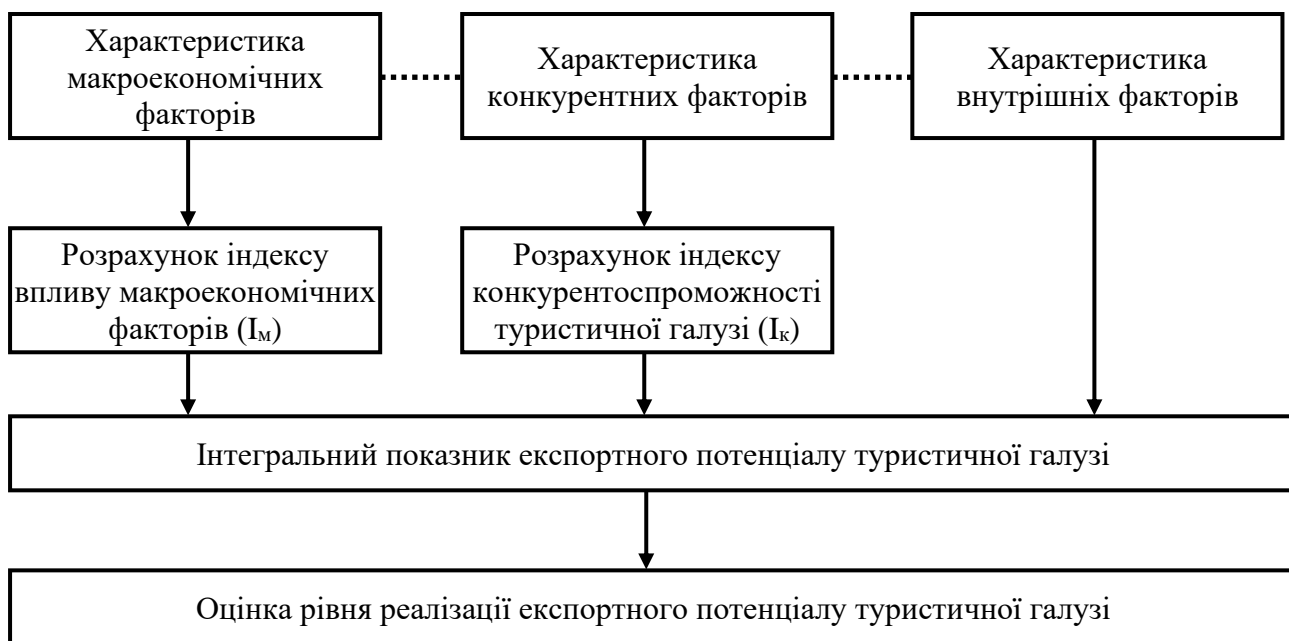 Характеристика
макроекономічних
факторів
Характеристика
конкурентних факторів
Характеристика
внутрішніх факторів
Розрахунок індексу
впливу макроекономічних
факторів (Iм)
Розрахунок індексу
конкурентоспроможності
туристичної галузі (Iк)
Інтегральний показник експортного потенціалу туристичної галузі
Оцінка рівня реалізації експортного потенціалу туристичної галузі